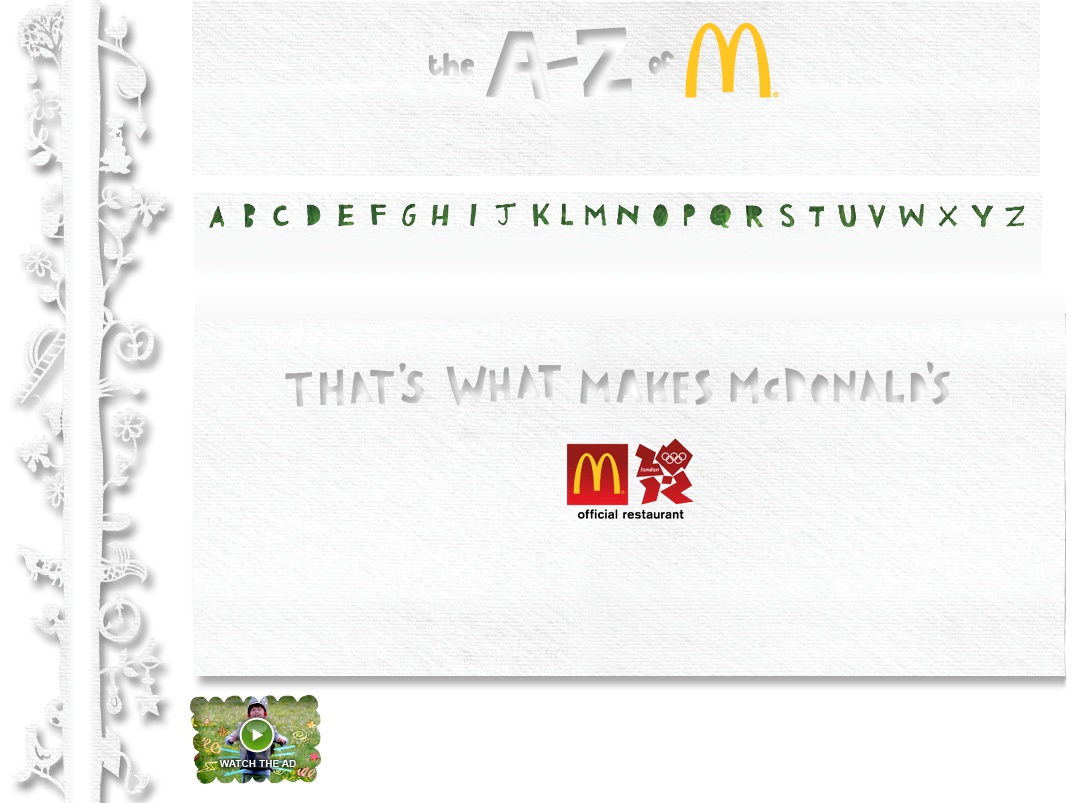 the A-Z of M
A B C D E F G H I J K L M N O P Q R S T U V W X Y Z
THAT'S WHAT MAKES McDONALD'S
M london
official restaurant
WATCH THE AD